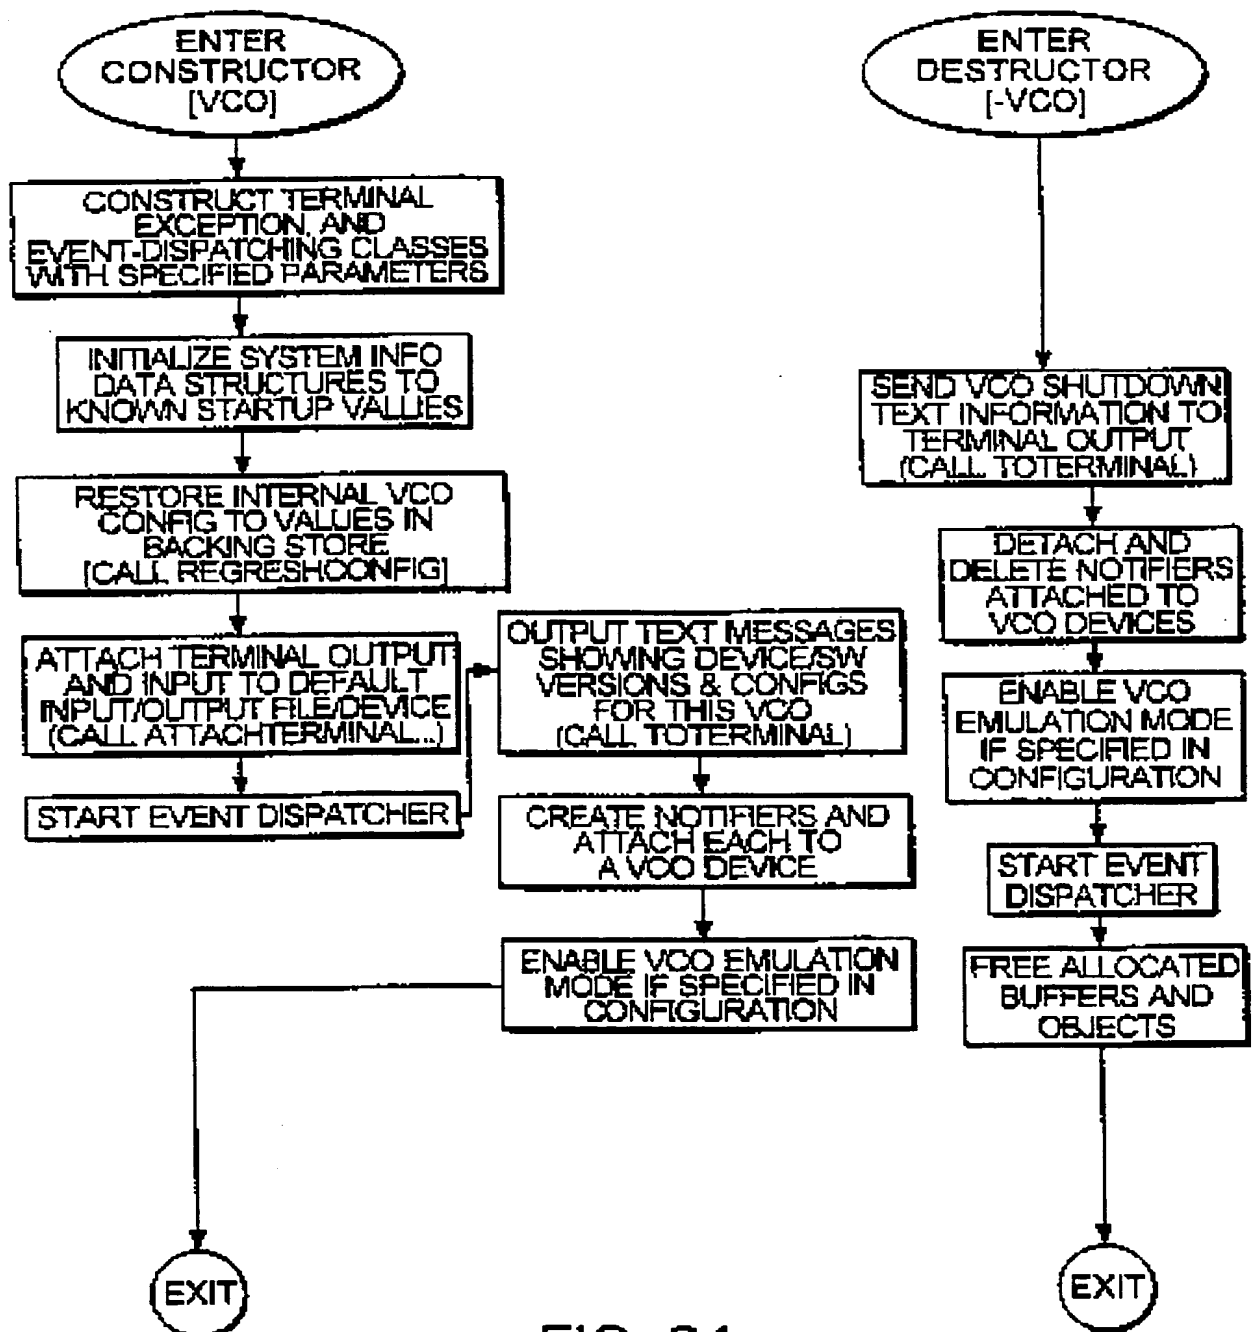 ENTER
CONSTRUCTOR
[VCO]
CONSTRUCT TERMINAL
EXCEPTION, AND
EVENT-DISPATCHING CLASSES
WITH SPECIFIED PARAMETERS
INITIALIZE SYSTEM INFO
DATA STRUCTURES TO
KNOWN STARTUP VALUES
RESTORE INTERNAL VCO
CONFIG TO VALUES IN
BACKING STORE
[CALL REGRESHCONFIG]
ATTACH TERMINAL OUTPUT
AND INPUT TO DEFAULT
INPUT/OUTPUT FILE/DEVICE
(CALL ATTACHTERMINAL...)
START EVENT DISPATCHER
OUTPUT TEXT MESSAGES
SHOWING DEVICE/SW
VERSIONS & CONFIGS
FOR THIS VCO
(CALL TOTERMINAL)
CREATE NOTIFIERS AND
ATTACH EACH TO
A VCO DEVICE
ENABLE VCO EMULATION
MODE IF SPECIFIED IN
CONFIGURATION
EXIT
ENTER
DESTRUCTOR
[-VCO]
SEND VCO SHUTDOWN
TEXT INFORMATION TO
TERMINAL OUTPUT
(CALL TOTERMINAL)
DETACH AND
DELETE NOTIFIERS
ATTACHED TO
VCO DEVICES
ENABLE VCO
EMULATION MODE
IF SPECIFIED IN
CONFIGURATION
START EVENT
DISPATCHER
FREE ALLOCATED
BUFFERS AND
OBJECTS
EXIT